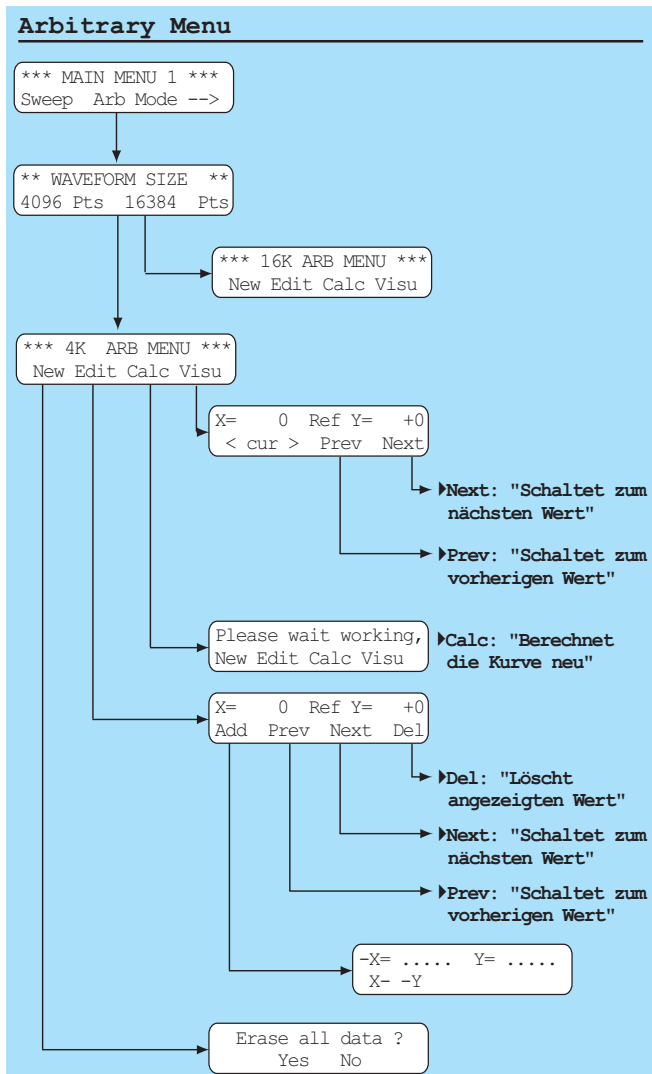 Arbitrary Menu
*** MAIN MENU 1 ***
Sweep Arb Mode -->
** WAVEFORM SIZE **
4096 Pts 16384 Pts
*** 16K ARB MENU ***
New Edit Calc Visu
*** 4K ARB MENU ***
New Edit Calc Visu
X= 0 Ref Y= +0
< cur > Prev Next
Next: "Schaltet zum
nächsten Wert"
Prev: "Schaltet zum
vorherigen Wert"
Please wait working,
New Edit Calc Visu
Calc: "Berechnet
die Kurve neu"
X= 0 Ref Y= +0
Add Prev Next Del
Del: "Löscht
angezeigten Wert"
Next: "Schaltet zum
nächsten Wert"
Prev: "Schaltet zum
vorherigen Wert"
-X= ..... Y= .....
X- -Y
Erase all data ?
Yes No